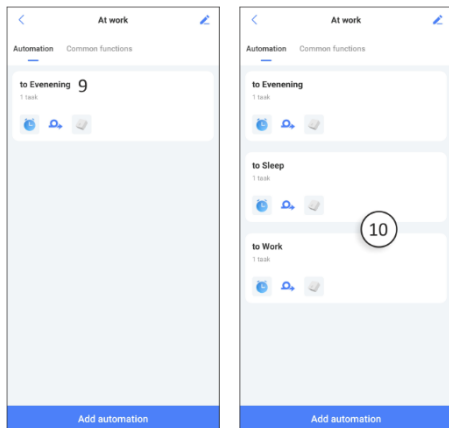 At work
Automation Common functions
to Evenening 9
1 task
Add automation
At work
Automation Common functions
to Evenening
1 task
to Sleep
1 task
10
to Work
1 task
Add automation